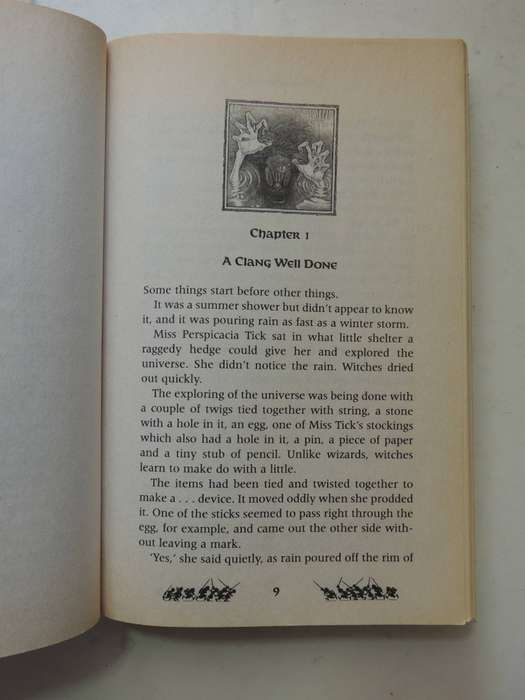 Chapter 1
A Clang Well Done
Some things start before other things.
It was a summer shower but didn't appear to know
it, and it was pouring rain as fast as a winter storm.
Miss Perspicacia Tick sat in what little shelter a
raggedy hedge could give her and explored the
universe. She didn't notice the rain. Witches dried
out quickly.
The exploring of the universe was being done with
a couple of twigs tied together with string, a stone
with a hole in it, an egg, one of Miss Tick's stockings
which also had a hole in it, a pin, a piece of paper
and a tiny stub of pencil. Unlike wizards, witches
learn to make do with a little.
The items had been tied and twisted together to
make a . . . device. It moved oddly when she prodded
it. One of the sticks seemed to pass right through the
egg, for example, and came out the other side with-
out leaving a mark.
'Yes,' she said quietly, as rain poured off the rim of
9